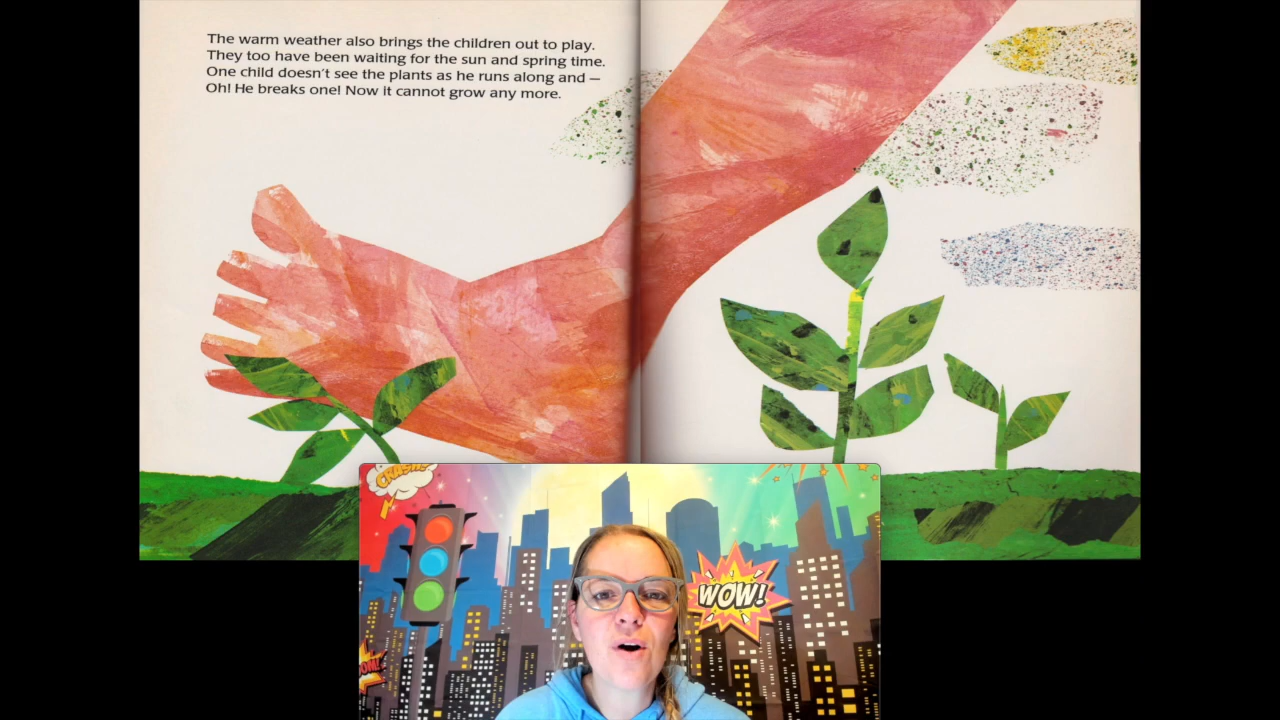 The warm weather also brings the children out to play.
They too have been waiting for the sun and spring time.
One child doesn't see the plants as he runs along and —
Oh! He breaks one! Now it cannot grow any more.
CRASH!
WOW!